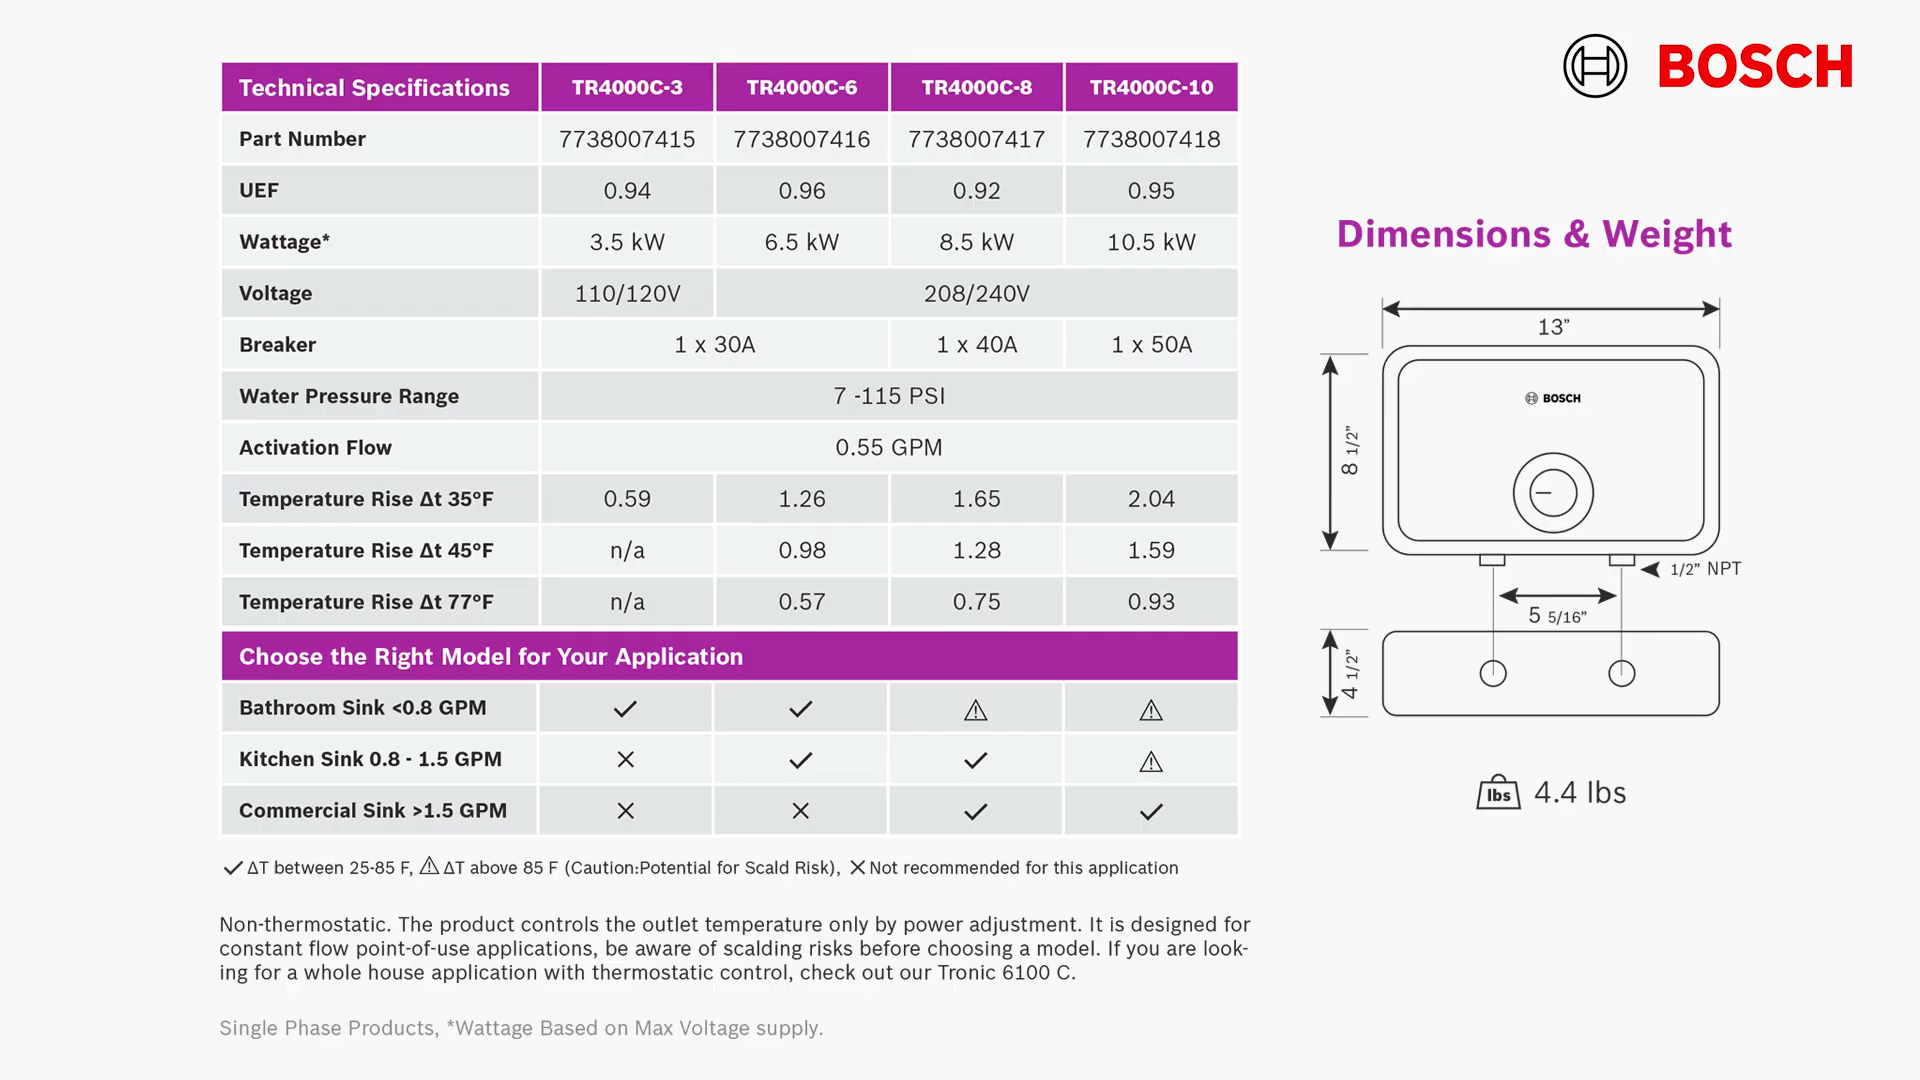 BOSCH
Technical Specifications TR4000C-3 TR4000C-6 TR4000C-8 TR4000C-10
Part Number 7738007415 7738007416 7738007417 7738007418
UEF 0.94 0.96 0.92 0.95
Wattage* 3.5 kW 6.5 kW 8.5 kW 10.5 kW
Voltage 110/120V 208/240V
Breaker 1 x 30A 1 x 40A 1 x 50A
Water Pressure Range 7 -115 PSI
Activation Flow 0.55 GPM
Temperature Rise Δt 35°F 0.59 1.26 1.65 2.04
Temperature Rise Δt 45°F n/a 0.98 1.28 1.59
Temperature Rise Δt 77°F n/a 0.57 0.75 0.93
Choose the Right Model for Your Application
Bathroom Sink <0.8 GPM ✓ ✓ ⚠ ⚠
Kitchen Sink 0.8 - 1.5 GPM ✕ ✓ ✓ ⚠
Commercial Sink >1.5 GPM ✕ ✕ ✓ ✓
✓ ΔT between 25-85 F, ⚠ ΔT above 85 F (Caution:Potential for Scald Risk), ✕ Not recommended for this application
Non-thermostatic. The product controls the outlet temperature only by power adjustment. It is designed for
constant flow point-of-use applications, be aware of scalding risks before choosing a model. If you are look-
ing for a whole house application with thermostatic control, check out our Tronic 6100 C.
Single Phase Products, *Wattage Based on Max Voltage supply.
Dimensions & Weight
13”
BOSCH
8 1/2”
1/2” NPT
5 5/16”
4 1/2”
lbs 4.4 lbs